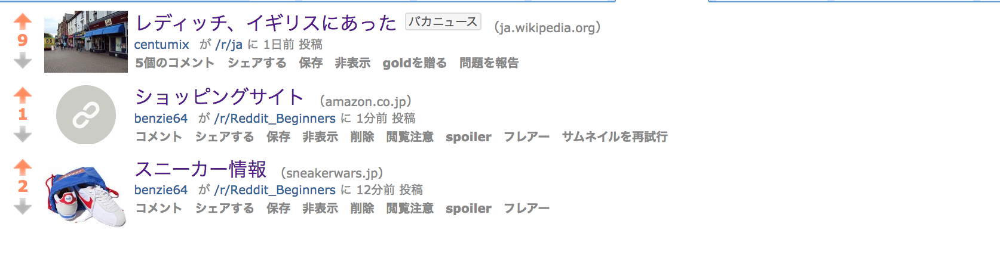 レディッチ、イギリスにあった バカニュース （ja.wikipedia.org）
9
centumix が /r/ja に 1日前 投稿
5個のコメント シェアする 保存 非表示 goldを贈る 問題を報告
ショッピングサイト （amazon.co.jp）
1
benzie64 が /r/Reddit_Beginners に 1分前 投稿
コメント シェアする 保存 非表示 削除 閲覧注意 spoiler フレアー サムネイルを再試行
スニーカー情報 （sneakerwars.jp）
2
benzie64 が /r/Reddit_Beginners に 12分前 投稿
コメント シェアする 保存 非表示 削除 閲覧注意 spoiler フレアー